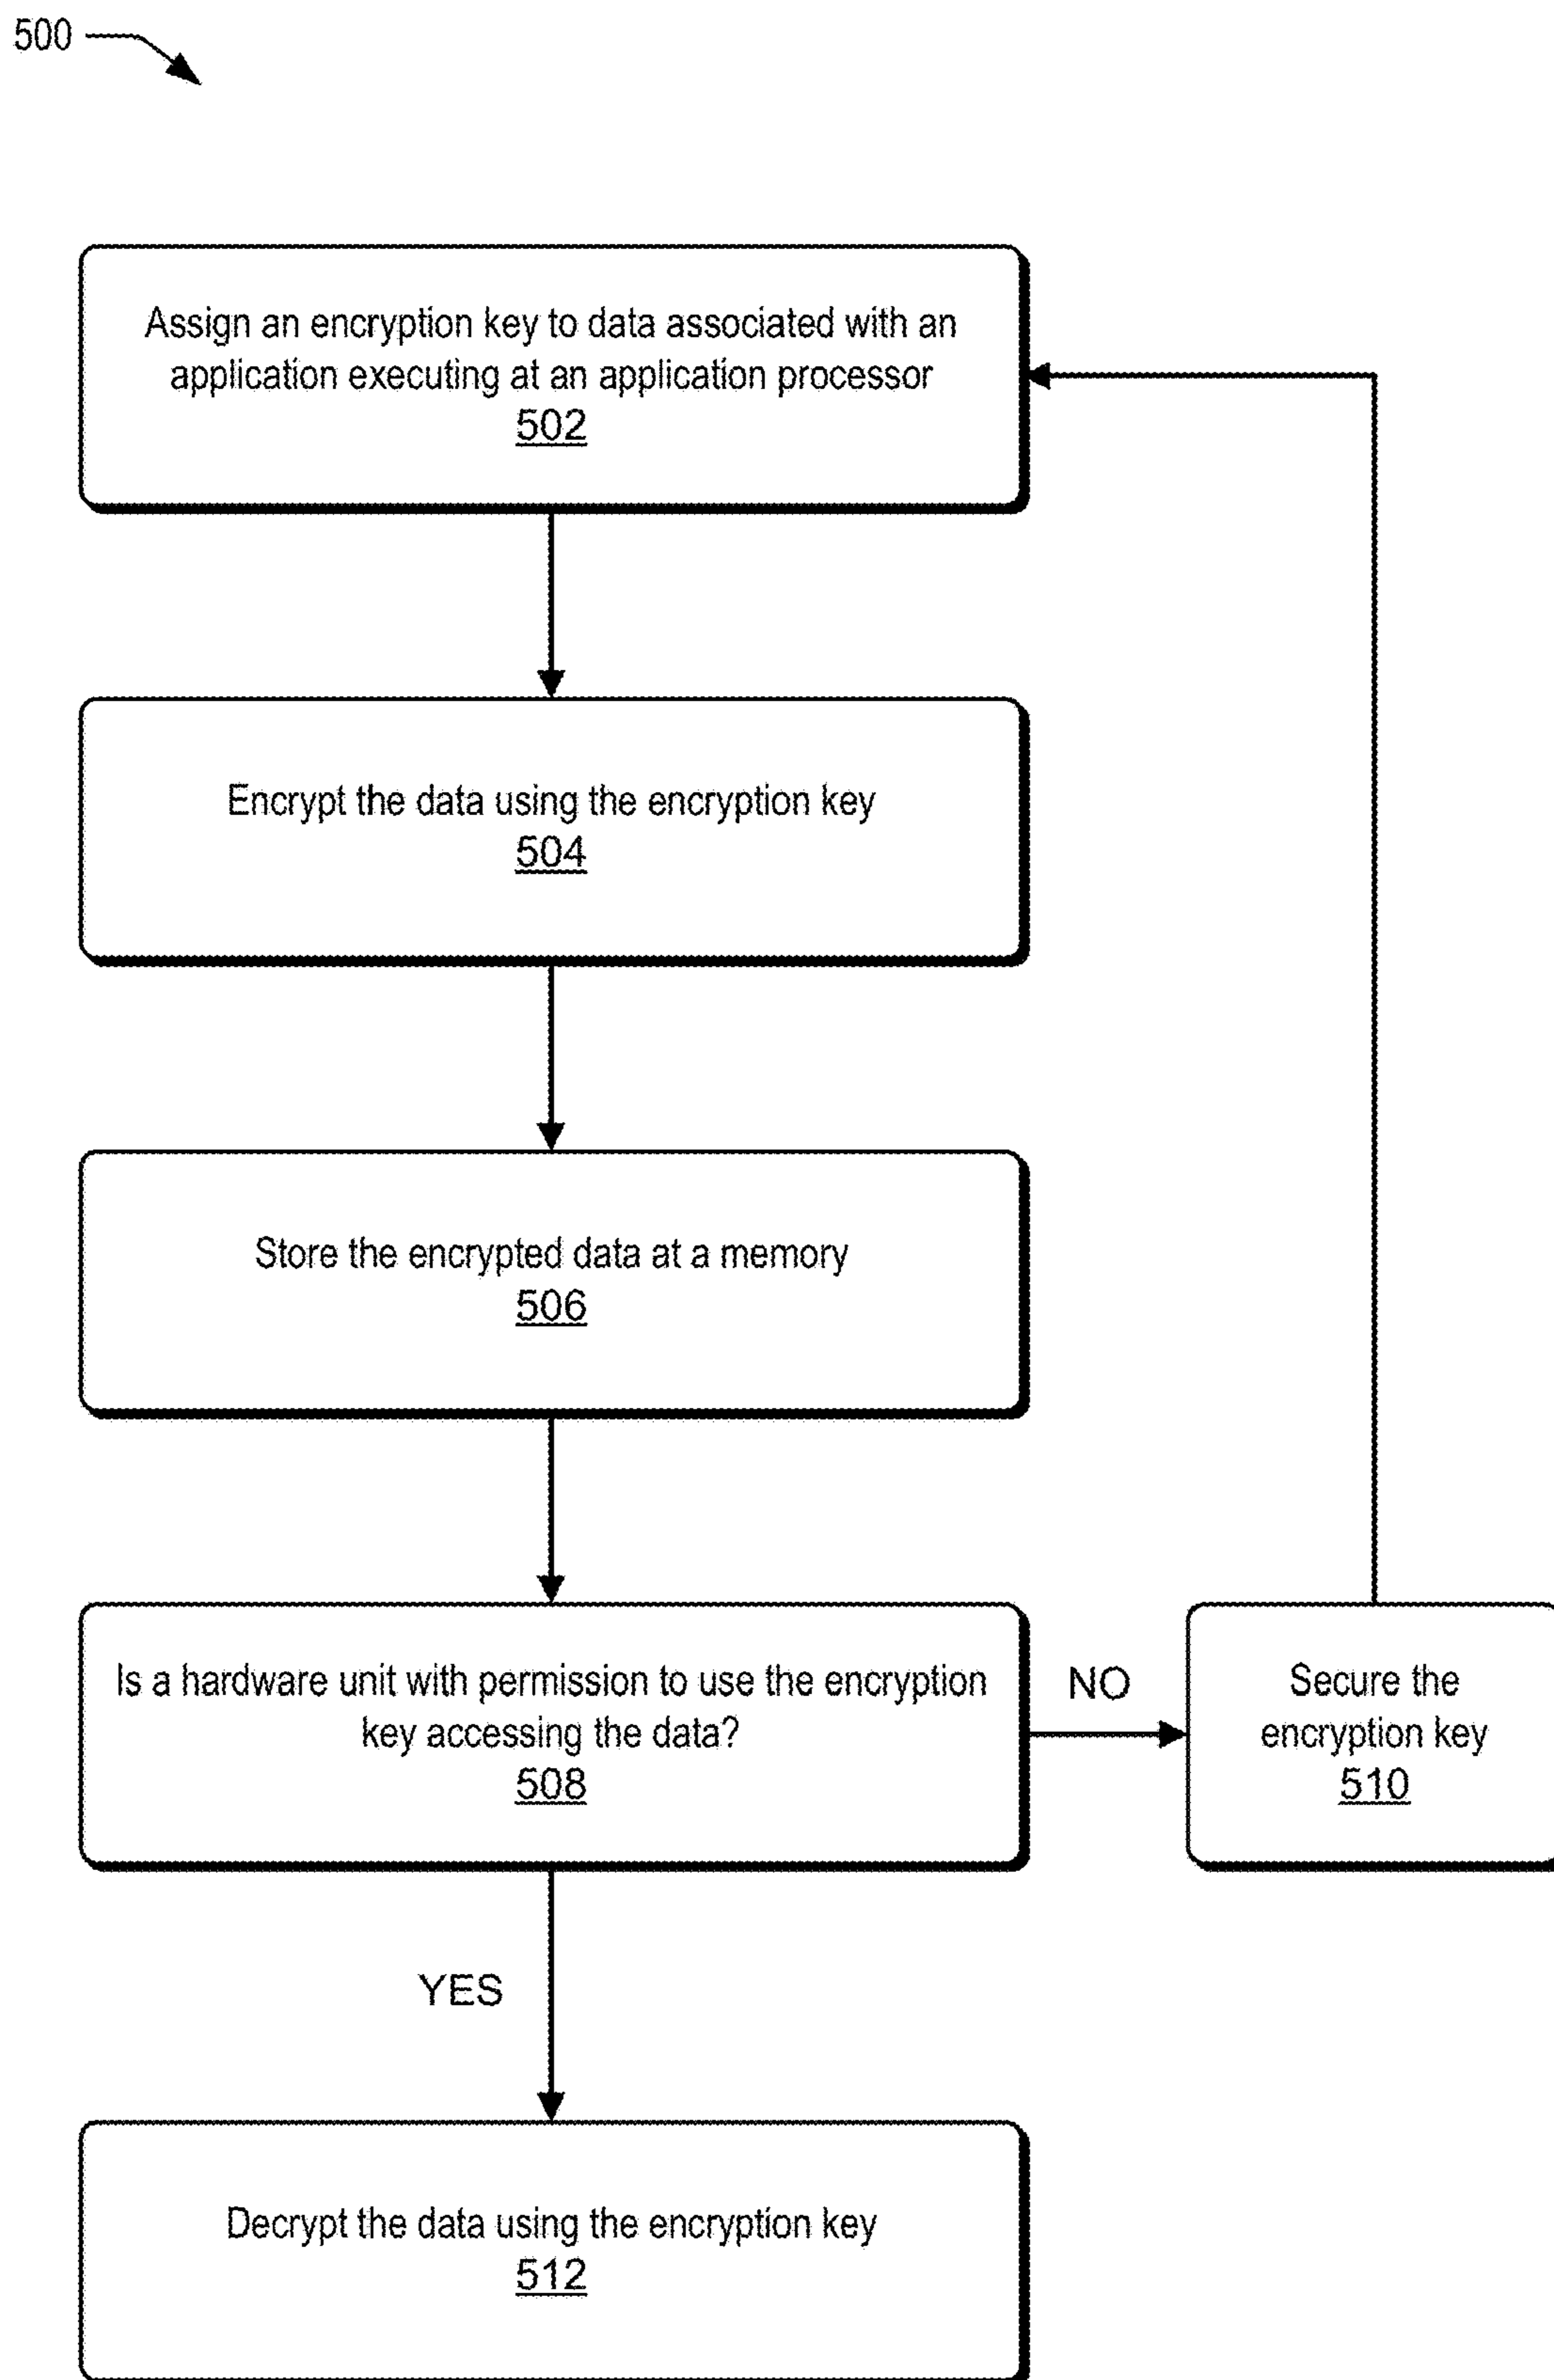 500
Assign an encryption key to data associated with an
application executing at an application processor
502
Encrypt the data using the encryption key
504
Store the encrypted data at a memory
506
Is a hardware unit with permission to use the encryption
key accessing the data?
508
NO
Secure the
encryption key
510
YES
Decrypt the data using the encryption key
512